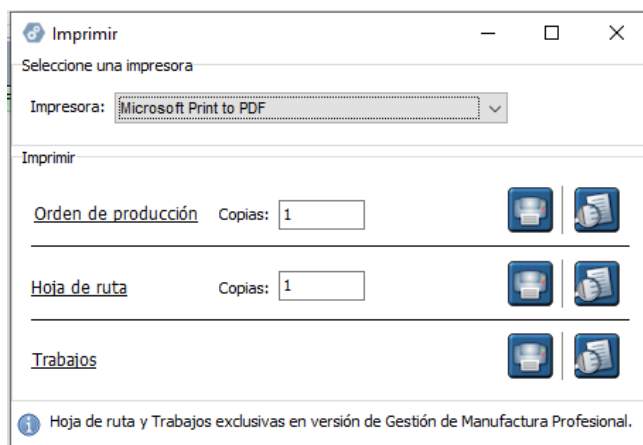 Imprimir
Seleccione una impresora
Impresora: Microsoft Print to PDF
Imprimir
Orden de producción Copias: 1
Hoja de ruta Copias: 1
Trabajos
Hoja de ruta y Trabajos exclusivas en versión de Gestión de Manufactura Profesional.